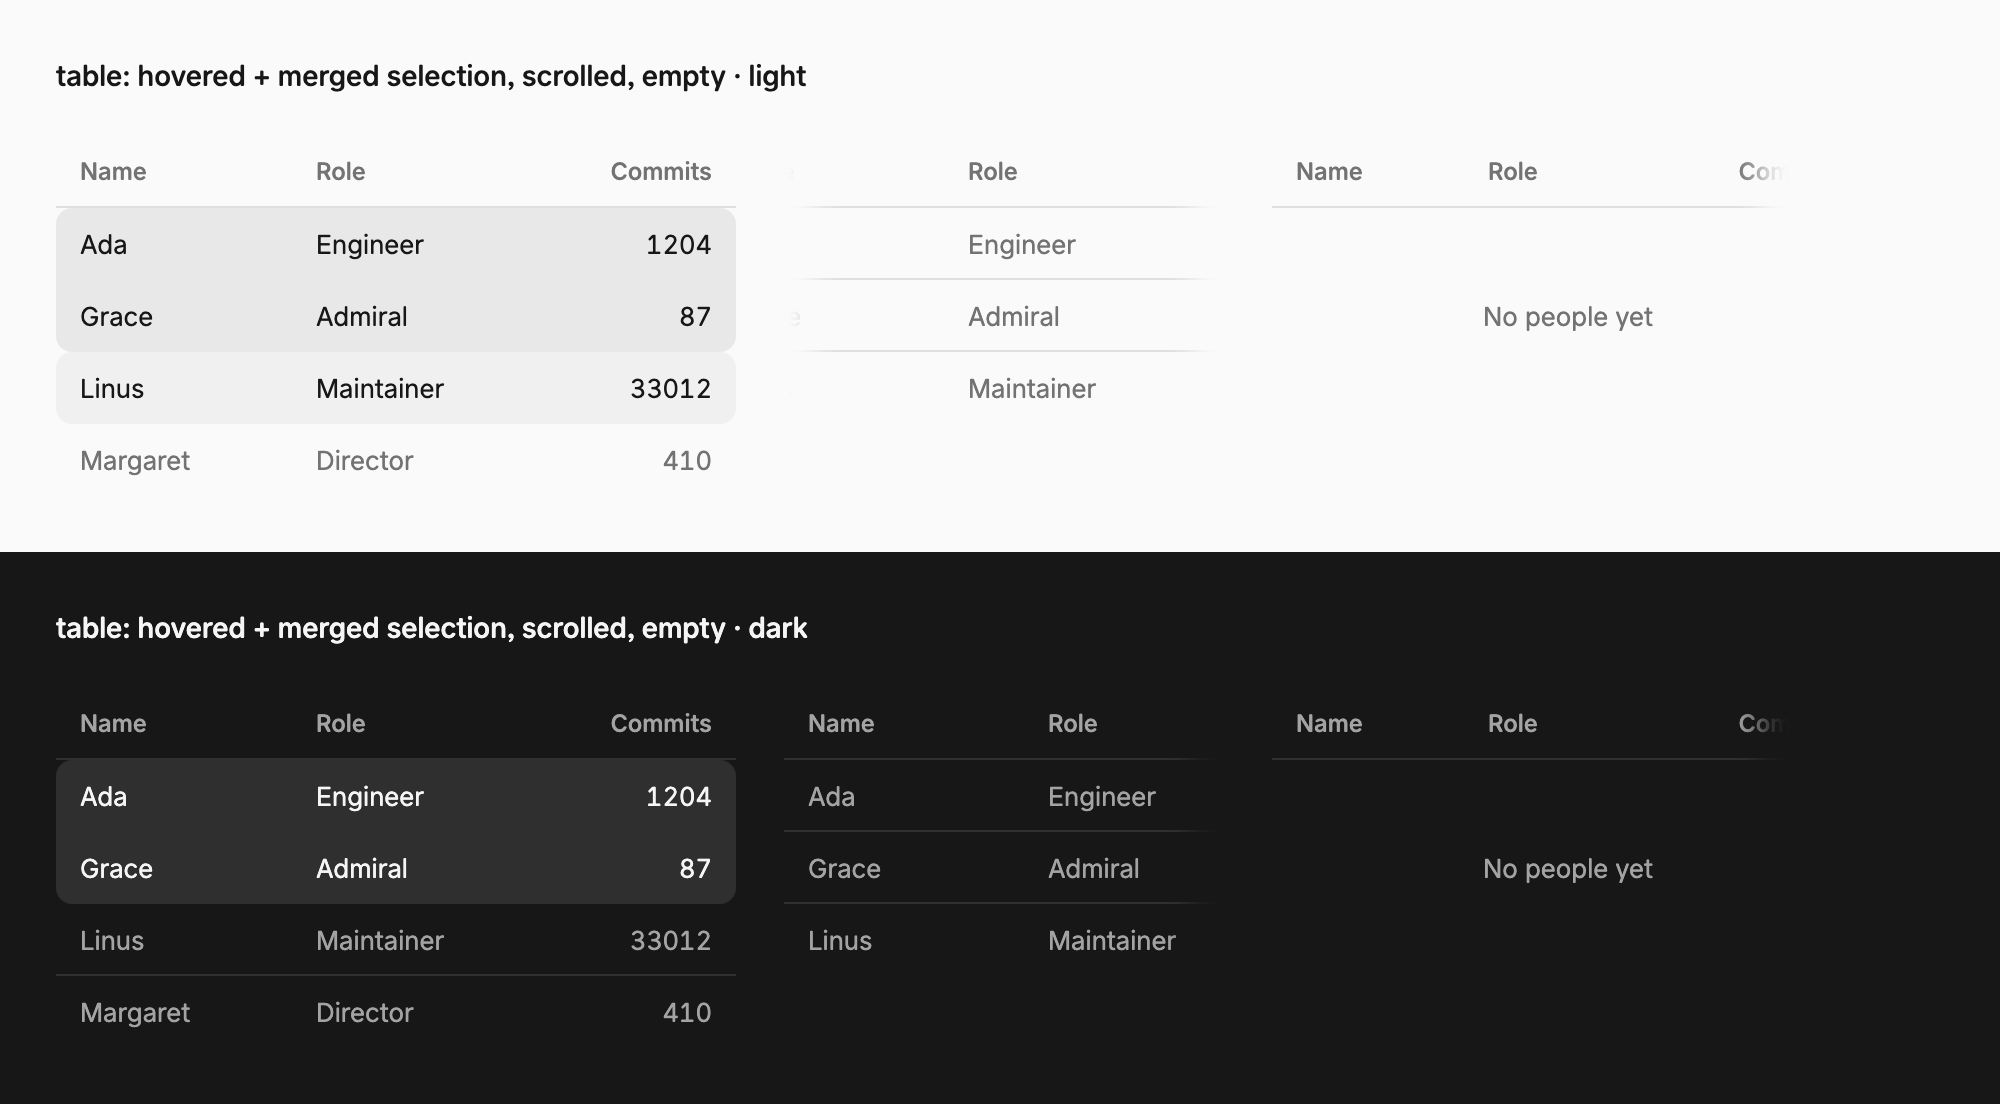 table: hovered + merged selection, scrolled, empty · light
Name Role Commits Role Name Role Com
Ada Engineer 1204 Engineer
Grace Admiral 87 e Admiral No people yet
Linus Maintainer 33012 Maintainer
Margaret Director 410
table: hovered + merged selection, scrolled, empty · dark
Name Role Commits Name Role Name Role Com
Ada Engineer 1204 Ada Engineer
Grace Admiral 87 Grace Admiral No people yet
Linus Maintainer 33012 Linus Maintainer
Margaret Director 410